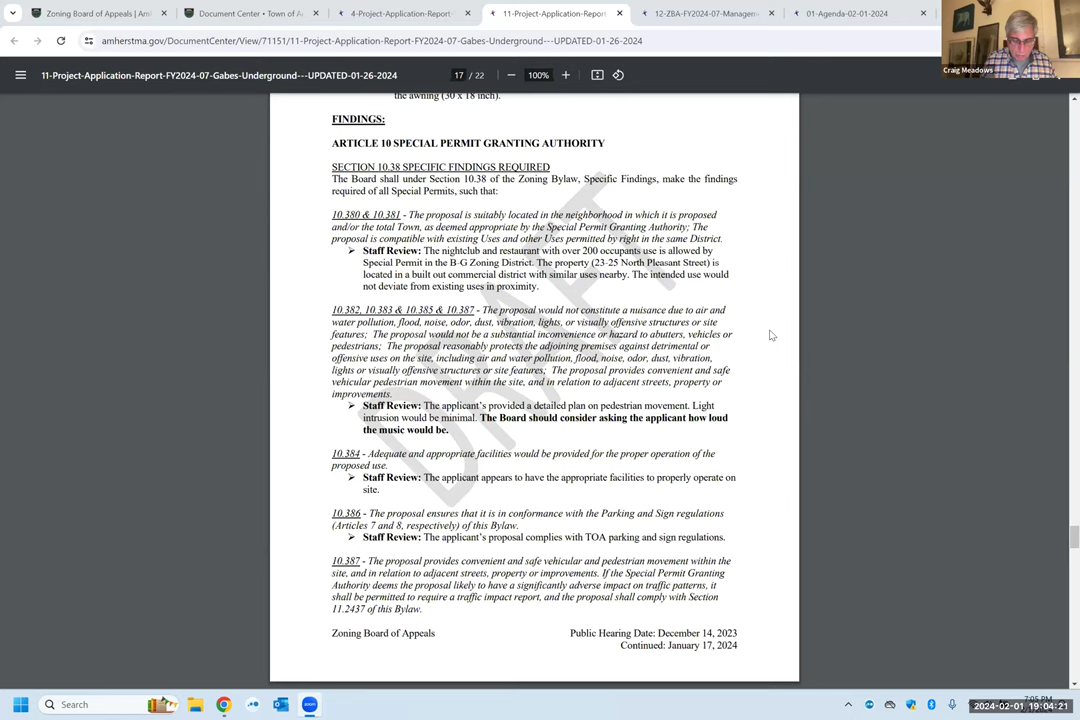 Zoning Board of Appeals | Am
Document Center • Town of A
4-Project-Application-Report-
11-Project-Application-Report
12-ZBA-FY2024-07-Managem
01-Agenda-02-01-2024
amherstma.gov/DocumentCenter/View/71151/11-Project-Application-Report-FY2024-07-Gabes-Underground---UPDATED-01-26-2024
11-Project-Application-Report-FY2024-07-Gabes-Underground---UPDATED-01-26-2024
17 / 22
100%
Craig Meadows
the awning (30 x 18 inch).
FINDINGS:
ARTICLE 10 SPECIAL PERMIT GRANTING AUTHORITY
SECTION 10.38 SPECIFIC FINDINGS REQUIRED
The Board shall under Section 10.38 of the Zoning Bylaw, Specific Findings, make the findings
required of all Special Permits, such that:
10.380 & 10.381 - The proposal is suitably located in the neighborhood in which it is proposed
and/or the total Town, as deemed appropriate by the Special Permit Granting Authority; The
proposal is compatible with existing Uses and other Uses permitted by right in the same District.
➢ Staff Review: The nightclub and restaurant with over 200 occupants use is allowed by
Special Permit in the B-G Zoning District. The property (23-25 North Pleasant Street) is
located in a built out commercial district with similar uses nearby. The intended use would
not deviate from existing uses in proximity.
10.382, 10.383 & 10.385 & 10.387 - The proposal would not constitute a nuisance due to air and
water pollution, flood, noise, odor, dust, vibration, lights, or visually offensive structures or site
features; The proposal would not be a substantial inconvenience or hazard to abutters, vehicles or
pedestrians; The proposal reasonably protects the adjoining premises against detrimental or
offensive uses on the site, including air and water pollution, flood, noise, odor, dust, vibration,
lights or visually offensive structures or site features; The proposal provides convenient and safe
vehicular pedestrian movement within the site, and in relation to adjacent streets, property or
improvements.
➢ Staff Review: The applicant's provided a detailed plan on pedestrian movement. Light
intrusion would be minimal. The Board should consider asking the applicant how loud
the music would be.
10.384 - Adequate and appropriate facilities would be provided for the proper operation of the
proposed use.
➢ Staff Review: The applicant appears to have the appropriate facilities to properly operate on
site.
10.386 - The proposal ensures that it is in conformance with the Parking and Sign regulations
(Articles 7 and 8, respectively) of this Bylaw.
➢ Staff Review: The applicant's proposal complies with TOA parking and sign regulations.
10.387 - The proposal provides convenient and safe vehicular and pedestrian movement within the
site, and in relation to adjacent streets, property or improvements. If the Special Permit Granting
Authority deems the proposal likely to have a significantly adverse impact on traffic patterns, it
shall be permitted to require a traffic impact report, and the proposal shall comply with Section
11.2437 of this Bylaw.
Zoning Board of Appeals
Public Hearing Date: December 14, 2023
Continued: January 17, 2024
DRAFT
Search
7:05 PM
2024-02-01 19:04:21